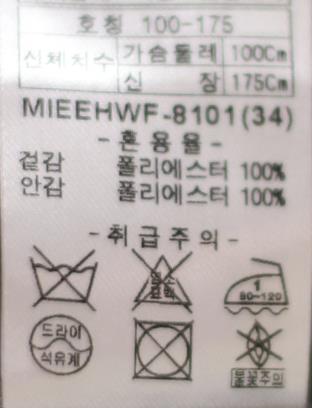 호칭 100-175
신체치수 가슴둘레 100Cm
신 장 175Cm
MIEEHWF-8101(34)
- 혼용율 -
겉감 폴리에스터 100%
안감 폴리에스터 100%
- 취급주의 -
염소
표백
1
80~120
드라이
석유계
불꽃주의